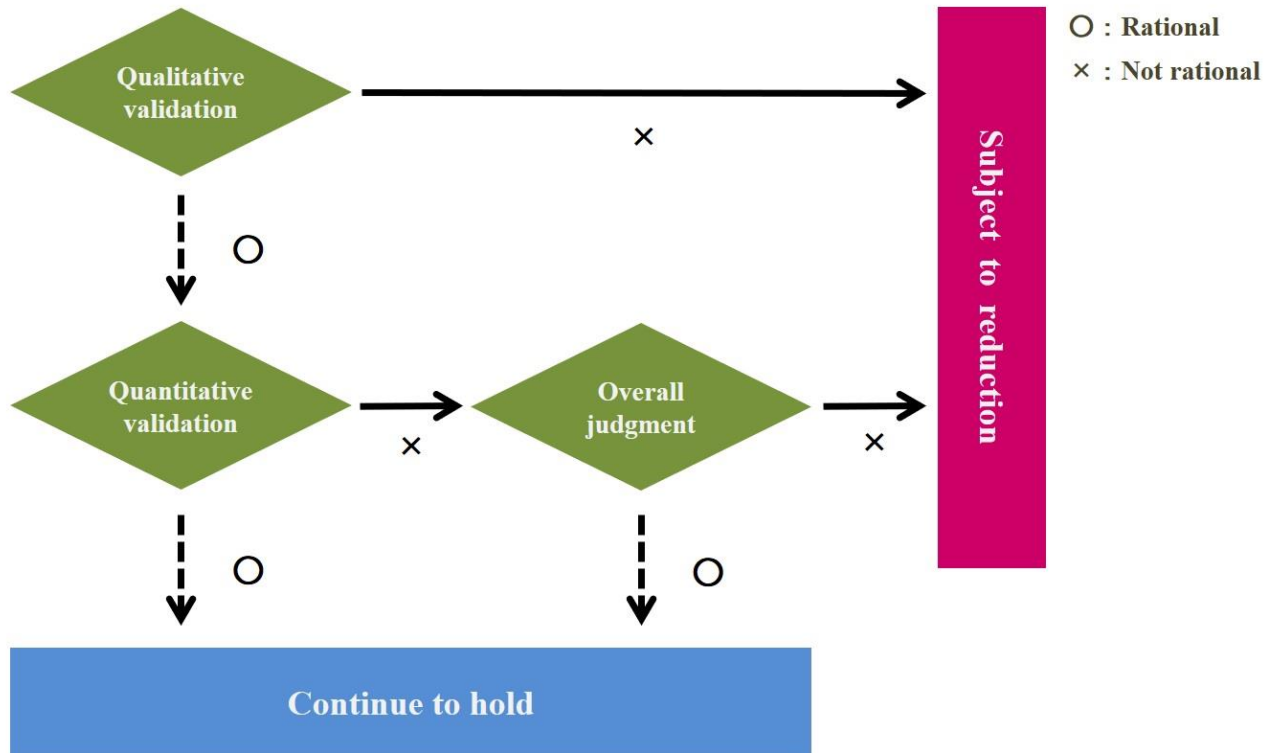 Qualitative
validation
×
○
○ : Rational
× : Not rational
Subject to reduction
Quantitative
validation
×
Overall
judgment
×
○
○
Continue to hold